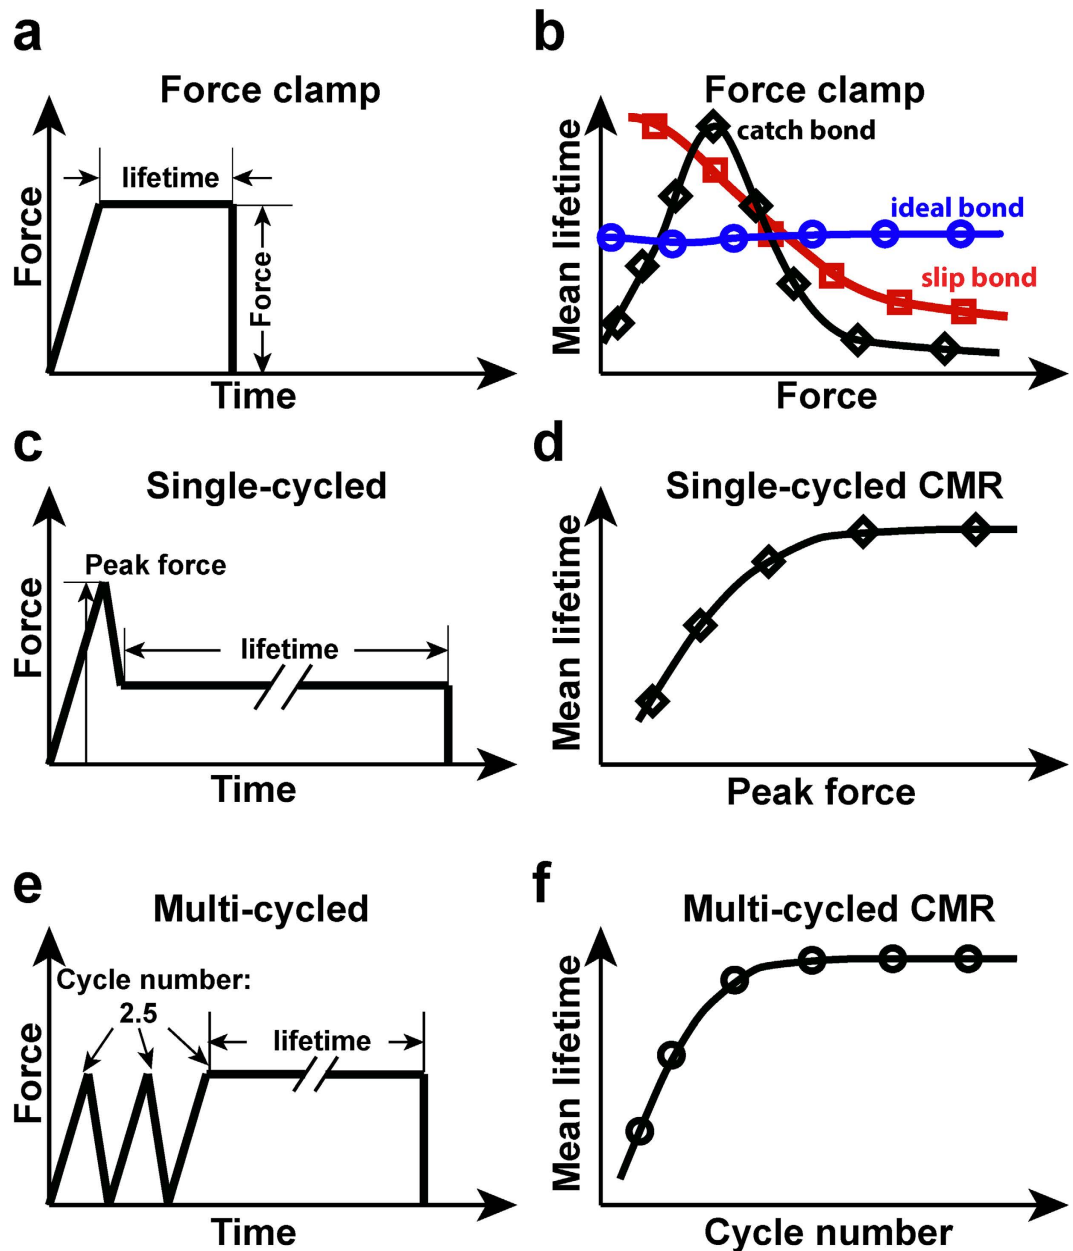 a
Force clamp
Force
lifetime
Force
Time
b
Force clamp
Mean lifetime
catch bond
ideal bond
slip bond
Force
c
Single-cycled
Force
Peak force
lifetime
Time
d
Single-cycled CMR
Mean lifetime
Peak force
e
Multi-cycled
Force
Cycle number:
2.5
lifetime
Time
f
Multi-cycled CMR
Mean lifetime
Cycle number